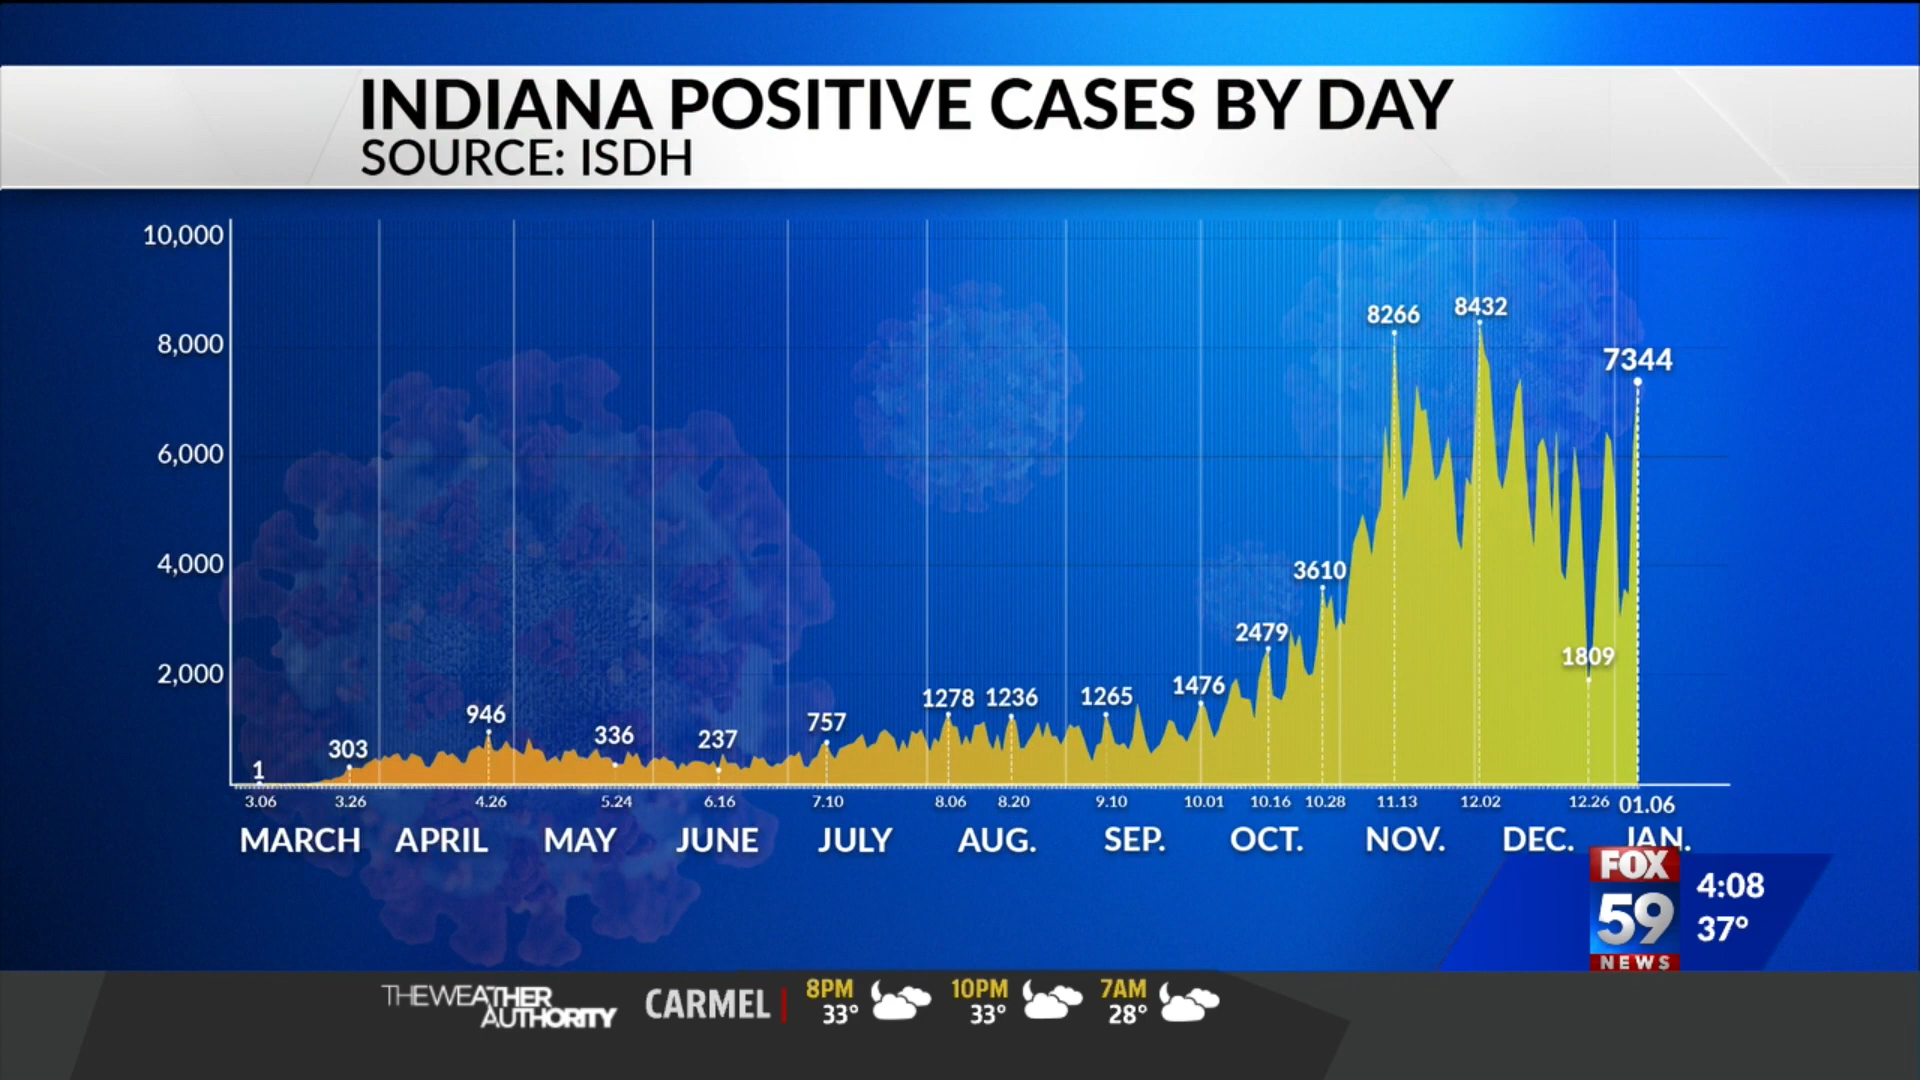 INDIANA POSITIVE CASES BY DAY
SOURCE: ISDH
10,000
8,000
6,000
4,000
2,000
1
303
946
336
237
757
1278
1236
1265
1476
2479
3610
8266
8432
1809
7344
3.06 3.26 4.26 5.24 6.16 7.10 8.06 8.20 9.10 10.01 10.16 10.28 11.13 12.02 12.26 01.06
MARCH APRIL MAY JUNE JULY AUG. SEP. OCT. NOV. DEC. JAN.
FOX
59
NEWS
4:08
37°
THEWEATHER
AUTHORITY
CARMEL
8PM
33°
10PM
33°
7AM
28°